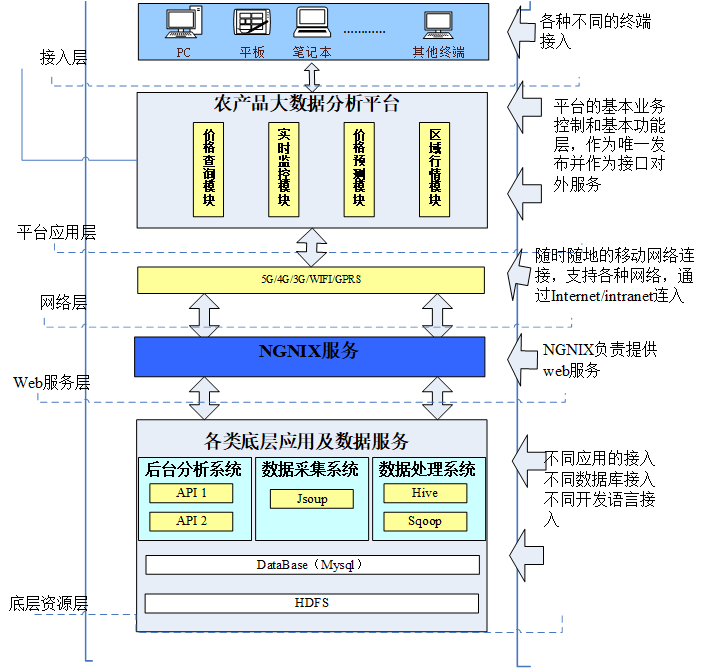 PC
平板
笔记本
…………
其他终端
各种不同的终端
接入
接入层
农产品大数据分析平台
价格查询模块
实时监控模块
价格预测模块
区域行情模块
平台的基本业务
控制和基本功能
层，作为唯一发
布并作为接口对
外服务
平台应用层
5G/4G/3G/WIFI/GPRS
随时随地的移动网络连
接，支持各种网络，通
过Internet/intranet连入
网络层
NGNIX服务
NGNIX负责提供
web服务
Web服务层
各类底层应用及数据服务
后台分析系统
API 1
API 2
数据采集系统
Jsoup
数据处理系统
Hive
Sqoop
不同应用的接入
不同数据库接入
不同开发语言接
入
DataBase（Mysql）
HDFS
底层资源层